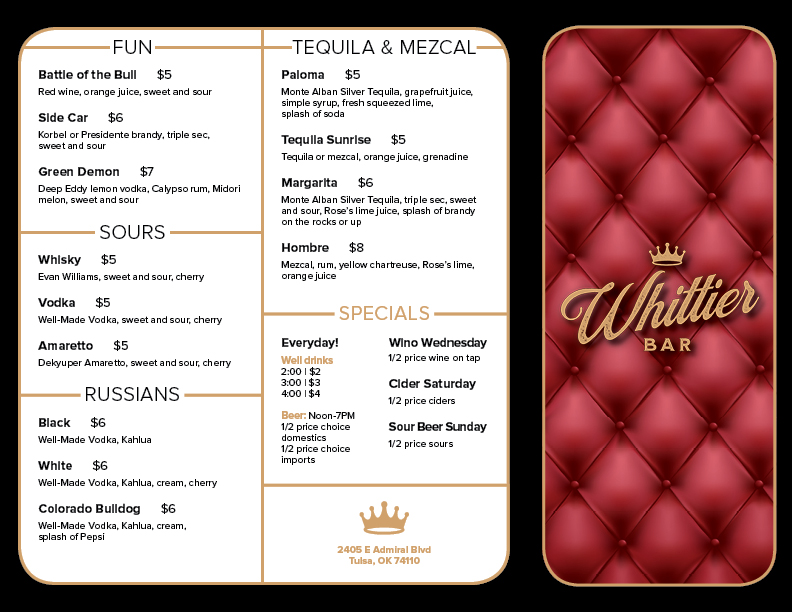 FUN
Battle of the Bull $5
Red wine, orange juice, sweet and sour
Side Car $6
Korbel or Presidente brandy, triple sec,
sweet and sour
Green Demon $7
Deep Eddy lemon vodka, Calypso rum, Midori
melon, sweet and sour
SOURS
Whisky $5
Evan Williams, sweet and sour, cherry
Vodka $5
Well-Made Vodka, sweet and sour, cherry
Amaretto $5
Dekyuper Amaretto, sweet and sour, cherry
RUSSIANS
Black $6
Well-Made Vodka, Kahlua
White $6
Well-Made Vodka, Kahlua, cream, cherry
Colorado Bulldog $6
Well-Made Vodka, Kahlua, cream,
splash of Pepsi
TEQUILA & MEZCAL
Paloma $5
Monte Alban Silver Tequila, grapefruit juice,
simple syrup, fresh squeezed lime,
splash of soda
Tequila Sunrise $5
Tequila or mezcal, orange juice, grenadine
Margarita $6
Monte Alban Silver Tequila, triple sec, sweet
and sour, Rose's lime juice, splash of brandy
on the rocks or up
Hombre $8
Mezcal, rum, yellow chartreuse, Rose's lime,
orange juice
SPECIALS
Everyday!
Well drinks
2:00 | $2
3:00 | $3
4:00 | $4
Beer: Noon-7PM
1/2 price choice
domestics
1/2 price choice
imports
Wino Wednesday
1/2 price wine on tap
Cider Saturday
1/2 price ciders
Sour Beer Sunday
1/2 price sours
2405 E Admiral Blvd
Tulsa, OK 74110
Whittier
BAR